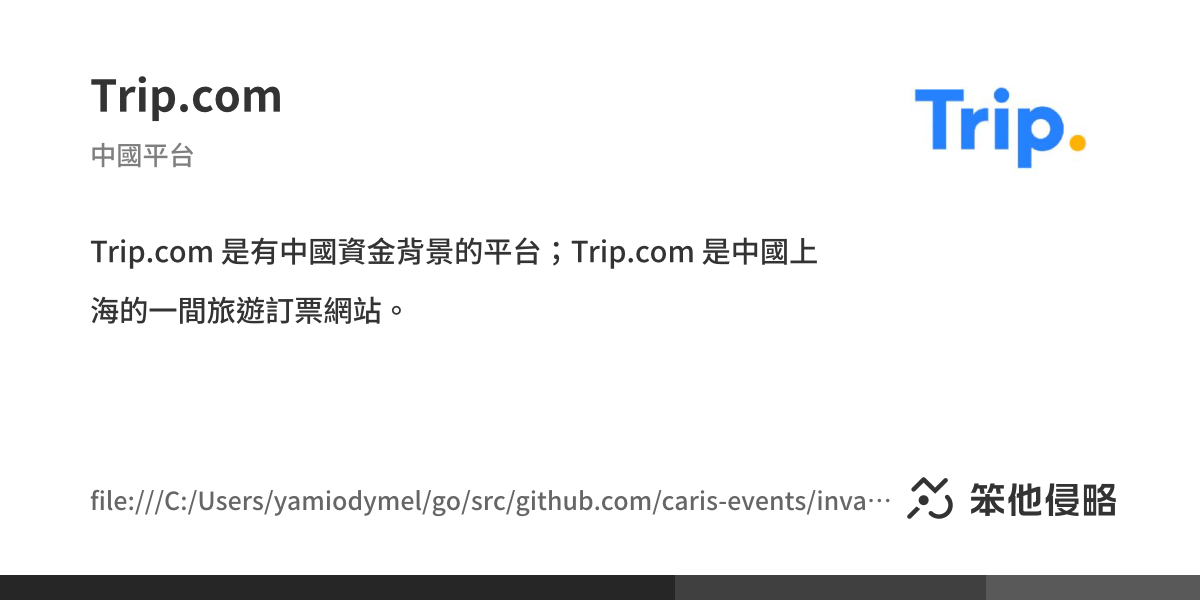 Trip.com
中國平台
Trip.
Trip.com 是有中國資金背景的平台；Trip.com 是中國上
海的一間旅遊訂票網站。
file:///C:/Users/yamiodymel/go/src/github.com/caris-events/inva…
笨他侵略